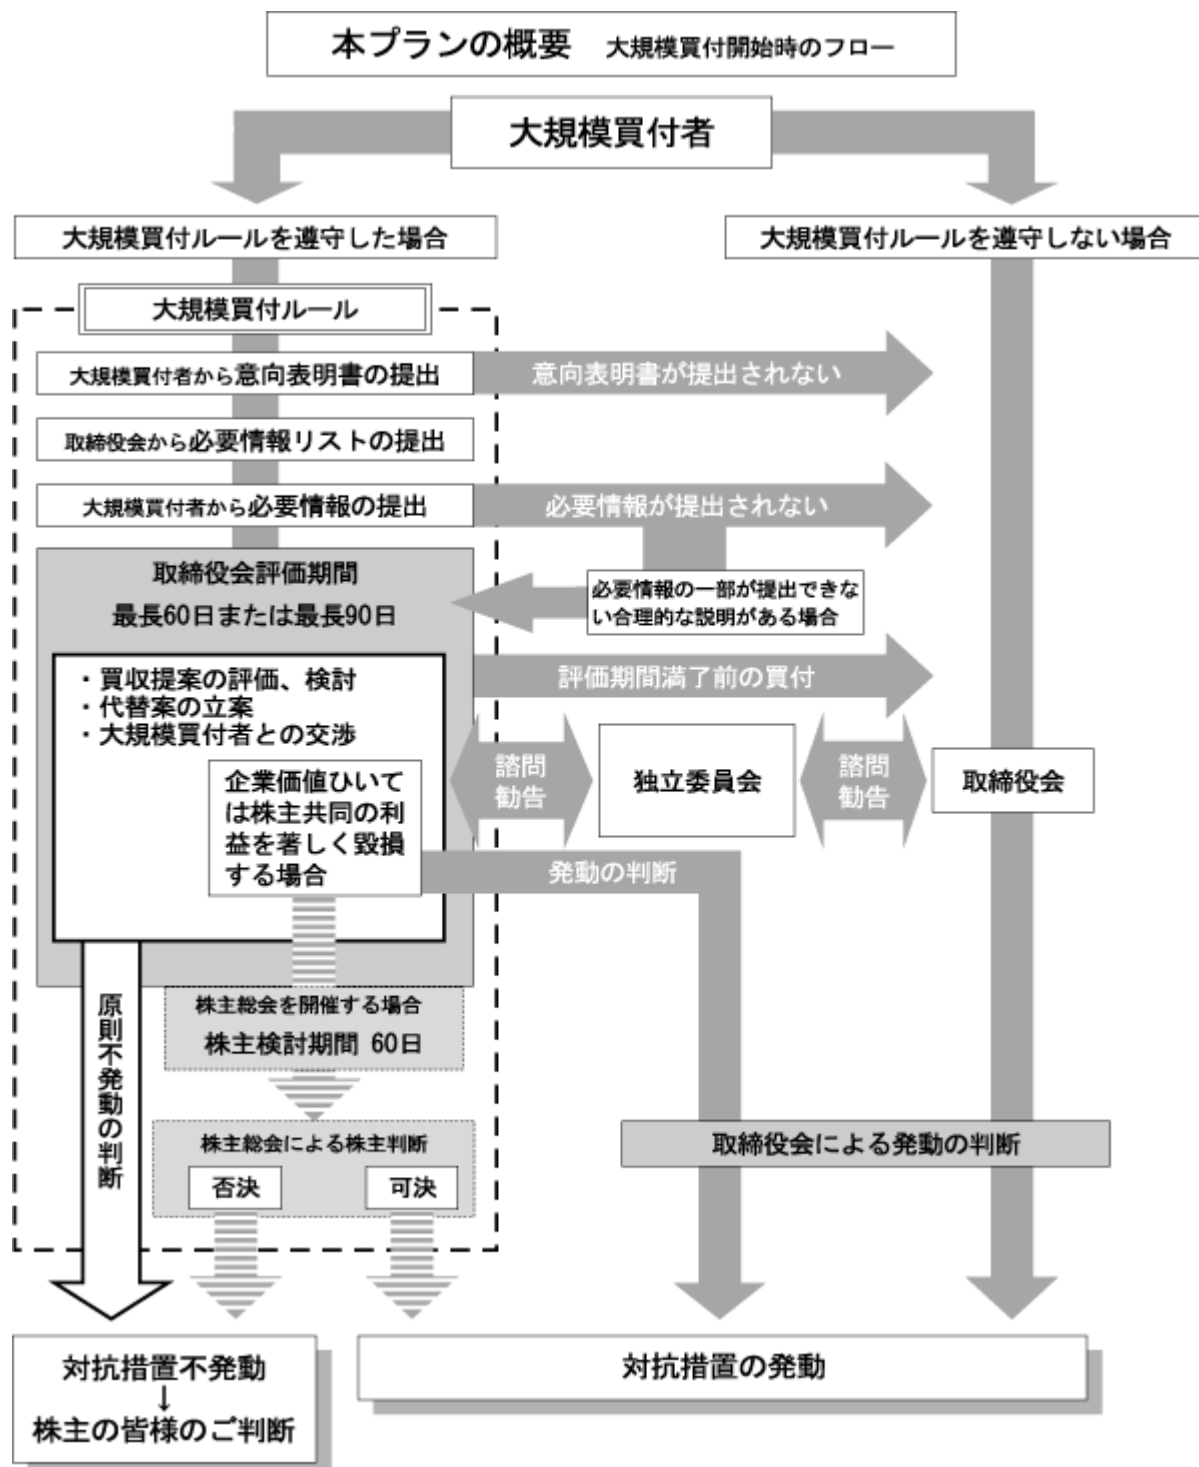 本プランの概要 大規模買付開始時のフロー
大規模買付者
大規模買付ルールを遵守した場合
大規模買付ルールを遵守しない場合
大規模買付ルール
大規模買付者から意向表明書の提出
意向表明書が提出されない
取締役会から必要情報リストの提出
大規模買付者から必要情報の提出
必要情報が提出されない
取締役会評価期間
最長60日または最長90日
必要情報の一部が提出できな
い合理的な説明がある場合
・買収提案の評価、検討
・代替案の立案
・大規模買付者との交渉
評価期間満了前の買付
企業価値ひいて
は株主共同の利
益を著しく毀損
する場合
諮問
勧告
独立委員会
諮問
勧告
取締役会
発動の判断
原則不発動の判断
株主総会を開催する場合
株主検討期間 60日
株主総会による株主判断
否決
可決
取締役会による発動の判断
対抗措置不発動
↓
株主の皆様のご判断
対抗措置の発動